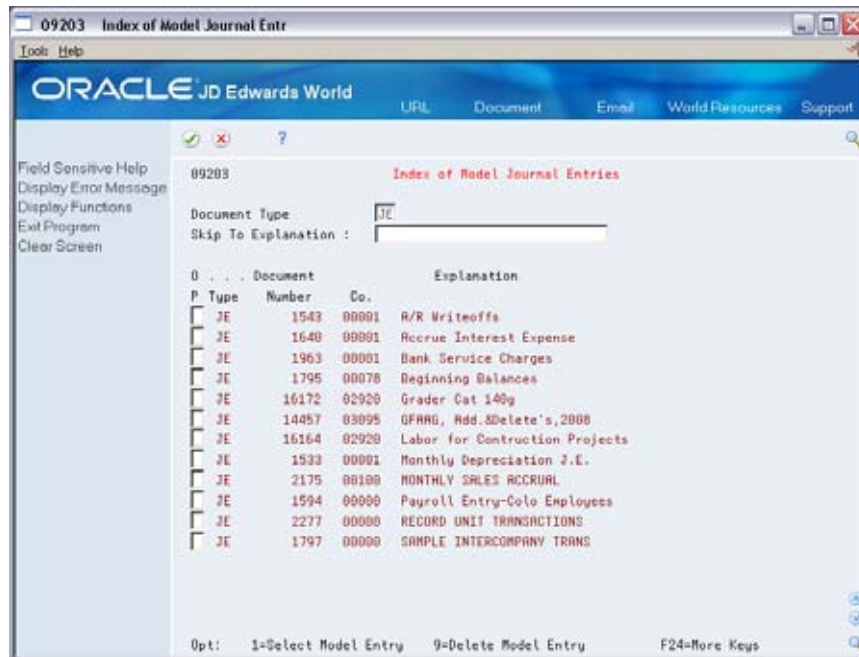 09203 Index of Model Journal Entr
Tools Help
ORACLE JD Edwards World
URL Document Email World Resources Support
Field Sensitive Help
Display Error Message
Display Functions
Exit Program
Clear Screen
?
09203 Index of Model Journal Entries
Document Type JE
Skip To Explanation :
O . . . Document Explanation
P Type Number Co.
JE 1543 00001 A/R Writeoffs
JE 1640 00001 Accrue Interest Expense
JE 1963 00001 Bank Service Charges
JE 1795 00070 Beginning Balances
JE 16172 02920 Grader Cat 140g
JE 14457 03095 GFAAG, Add.&Delete's,2008
JE 16164 02920 Labor for Contruction Projects
JE 1533 00001 Monthly Depreciation J.E.
JE 2175 00100 MONTHLY SALES ACCRUAL
JE 1594 00000 Payroll Entry-Colo Employees
JE 2277 00000 RECORD UNIT TRANSACTIONS
JE 1797 00000 SAMPLE INTERCOMPANY TRANS
Opt: 1=Select Model Entry 9=Delete Model Entry F24=More Keys